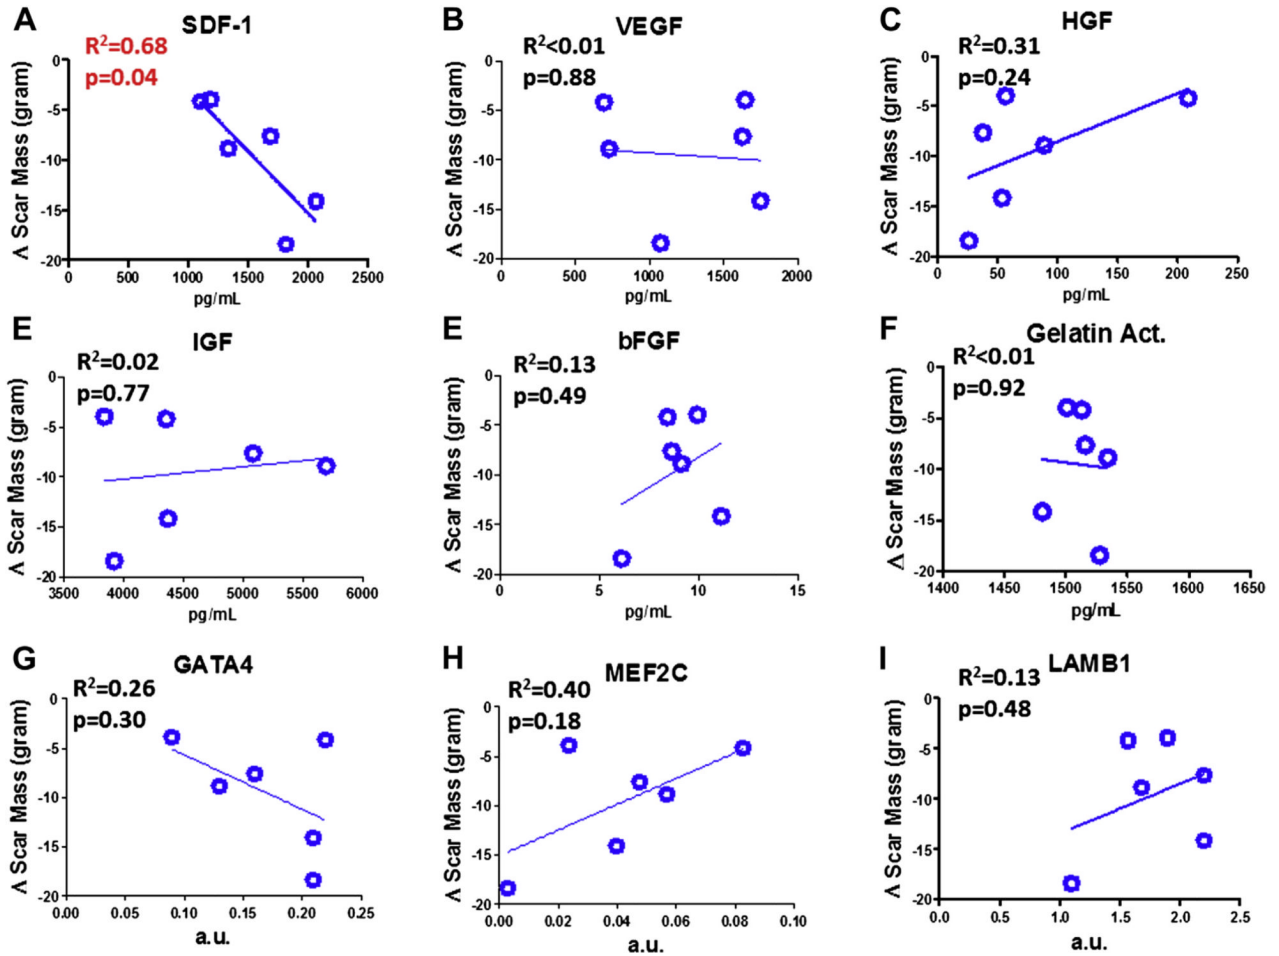 A
SDF-1
R²=0.68
p=0.04
Δ Scar Mass (gram)
0
-5
-10
-15
-20
0 500 1000 1500 2000 2500
pg/mL
B
VEGF
R²<0.01
p=0.88
Δ Scar Mass (gram)
0
-5
-10
-15
-20
0 500 1000 1500 2000
pg/mL
C
HGF
R²=0.31
p=0.24
Δ Scar Mass (gram)
0
-5
-10
-15
-20
0 50 100 150 200 250
pg/mL
E
IGF
R²=0.02
p=0.77
Δ Scar Mass (gram)
0
-5
-10
-15
-20
3500 4000 4500 5000 5500 6000
pg/mL
E
bFGF
R²=0.13
p=0.49
Δ Scar Mass (gram)
0
-5
-10
-15
-20
0 5 10 15
pg/mL
F
Gelatin Act.
R²<0.01
p=0.92
Δ Scar Mass (gram)
0
-5
-10
-15
-20
1400 1450 1500 1550 1600 1650
pg/mL
G
GATA4
R²=0.26
p=0.30
Δ Scar Mass (gram)
0
-5
-10
-15
-20
0.00 0.05 0.10 0.15 0.20 0.25
a.u.
H
MEF2C
R²=0.40
p=0.18
Δ Scar Mass (gram)
0
-5
-10
-15
-20
0.00 0.02 0.04 0.06 0.08 0.10
a.u.
I
LAMB1
R²=0.13
p=0.48
Δ Scar Mass (gram)
0
-5
-10
-15
-20
0.0 0.5 1.0 1.5 2.0 2.5
a.u.